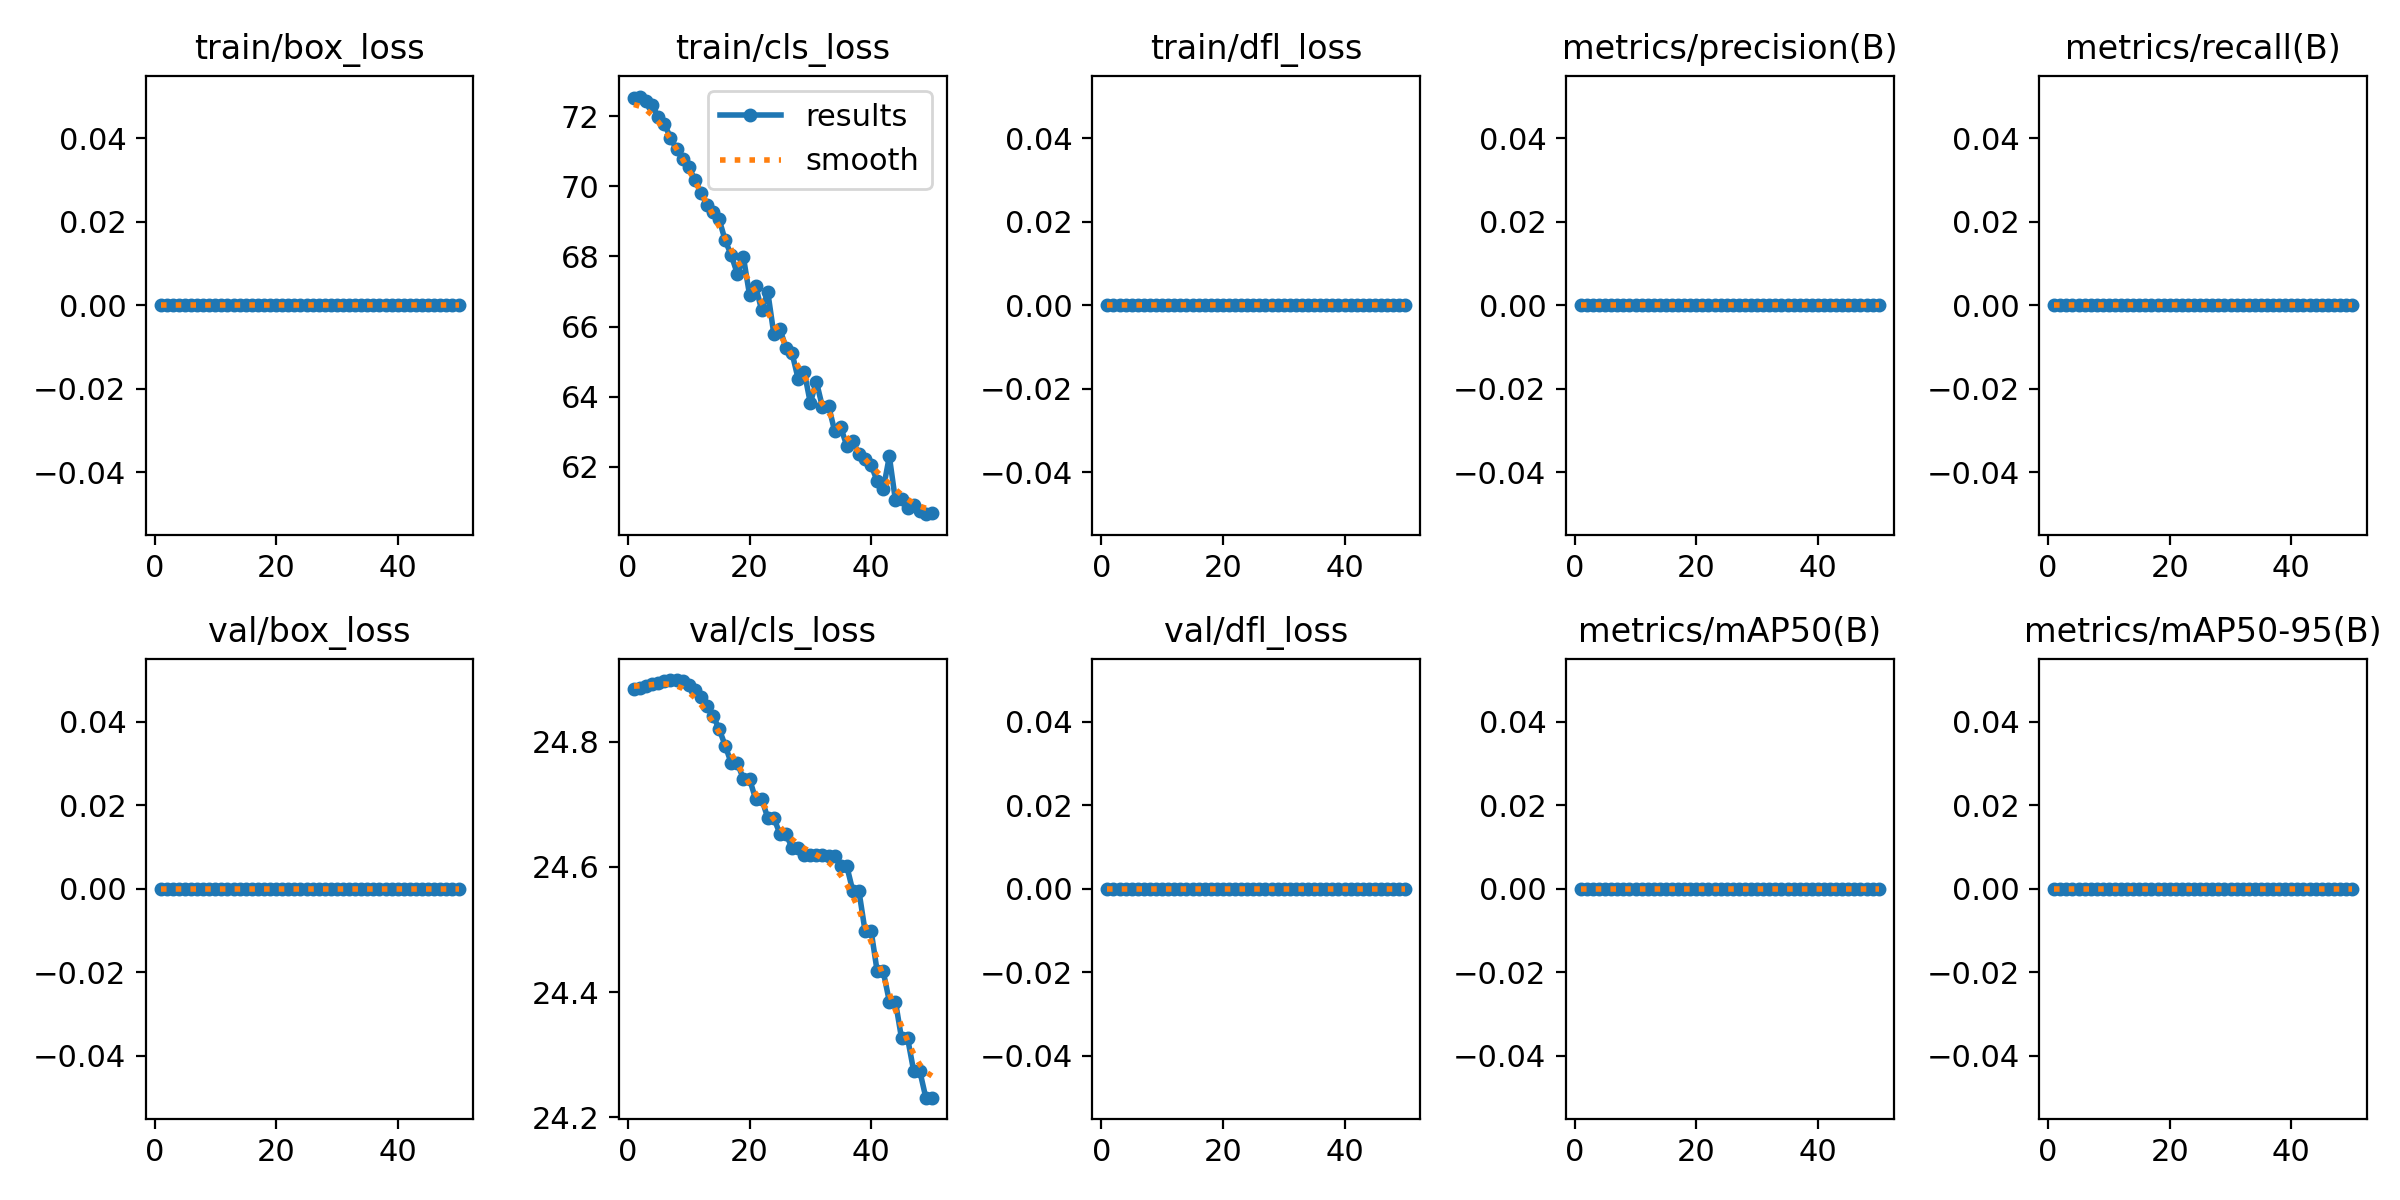 train/box_loss train/cls_loss train/dfl_loss metrics/precision(B) metrics/recall(B)
0.04 0.02 0.00 −0.02 −0.04
0 20 40
72 70 68 66 64 62
results
smooth
0 20 40
0.04 0.02 0.00 −0.02 −0.04
0 20 40
0.04 0.02 0.00 −0.02 −0.04
0 20 40
0.04 0.02 0.00 −0.02 −0.04
0 20 40
val/box_loss val/cls_loss val/dfl_loss metrics/mAP50(B) metrics/mAP50-95(B)
0.04 0.02 0.00 −0.02 −0.04
0 20 40
24.8 24.6 24.4 24.2
0 20 40
0.04 0.02 0.00 −0.02 −0.04
0 20 40
0.04 0.02 0.00 −0.02 −0.04
0 20 40
0.04 0.02 0.00 −0.02 −0.04
0 20 40